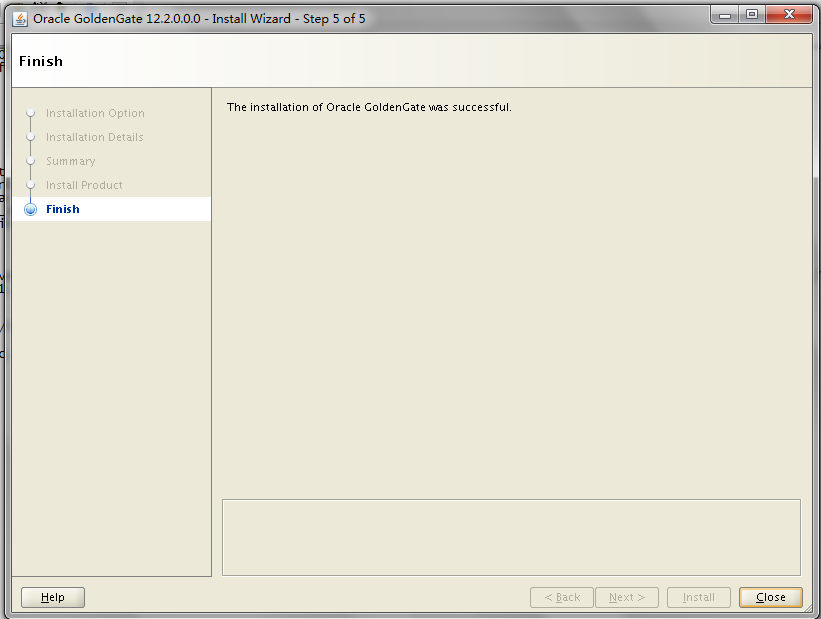 Oracle GoldenGate 12.2.0.0.0 - Install Wizard - Step 5 of 5
Finish
Installation Option
Installation Details
Summary
Install Product
Finish
The installation of Oracle GoldenGate was successful.
Help
< Back
Next >
Install
Close